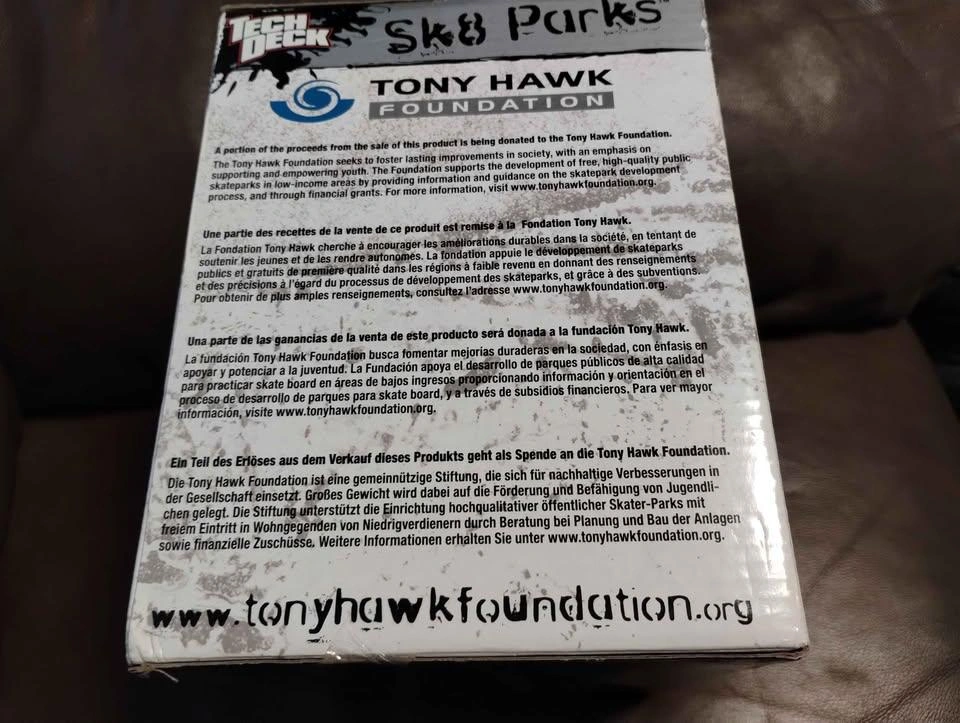 TECH
DECK
Sk8 Parks™
TONY HAWK
FOUNDATION
A portion of the proceeds from the sale of this product is being donated to the Tony Hawk Foundation.
The Tony Hawk Foundation seeks to foster lasting improvements in society, with an emphasis on
supporting and empowering youth. The Foundation supports the development of free, high-quality public
skateparks in low-income areas by providing information and guidance on the skatepark development
process, and through financial grants. For more information, visit www.tonyhawkfoundation.org.
Une partie des recettes de la vente de ce produit est remise à la Fondation Tony Hawk.
La Fondation Tony Hawk cherche à encourager les améliorations durables dans la société, en tentant de
soutenir les jeunes et de les rendre autonomes. La fondation appuie le développement de skateparks
publics et gratuits de première qualité dans les régions à faible revenu en donnant des renseignements
et des précisions à l'égard du processus de développement des skateparks, et grâce à des subventions.
Pour obtenir de plus amples renseignements, consultez l'adresse www.tonyhawkfoundation.org.
Una parte de las ganancias de la venta de este producto será donada a la fundación Tony Hawk.
La fundación Tony Hawk Foundation busca fomentar mejorías duraderas en la sociedad, con énfasis en
apoyar y potenciar a la juventud. La Fundación apoya el desarrollo de parques públicos de alta calidad
para practicar skate board en áreas de bajos ingresos proporcionando información y orientación en el
proceso de desarrollo de parques para skate board, y a través de subsidios financieros. Para ver mayor
información, visite www.tonyhawkfoundation.org.
Ein Teil des Erlöses aus dem Verkauf dieses Produkts geht als Spende an die Tony Hawk Foundation.
Die Tony Hawk Foundation ist eine gemeinnützige Stiftung, die sich für nachhaltige Verbesserungen in
der Gesellschaft einsetzt. Großes Gewicht wird dabei auf die Förderung und Befähigung von Jugendli-
chen gelegt. Die Stiftung unterstützt die Einrichtung hochqualitativer öffentlicher Skater-Parks mit
freiem Eintritt in Wohngegenden von Niedrigverdienern durch Beratung bei Planung und Bau der Anlagen
sowie finanzielle Zuschüsse. Weitere Informationen erhalten Sie unter www.tonyhawkfoundation.org.
www.tonyhawkfoundation.org